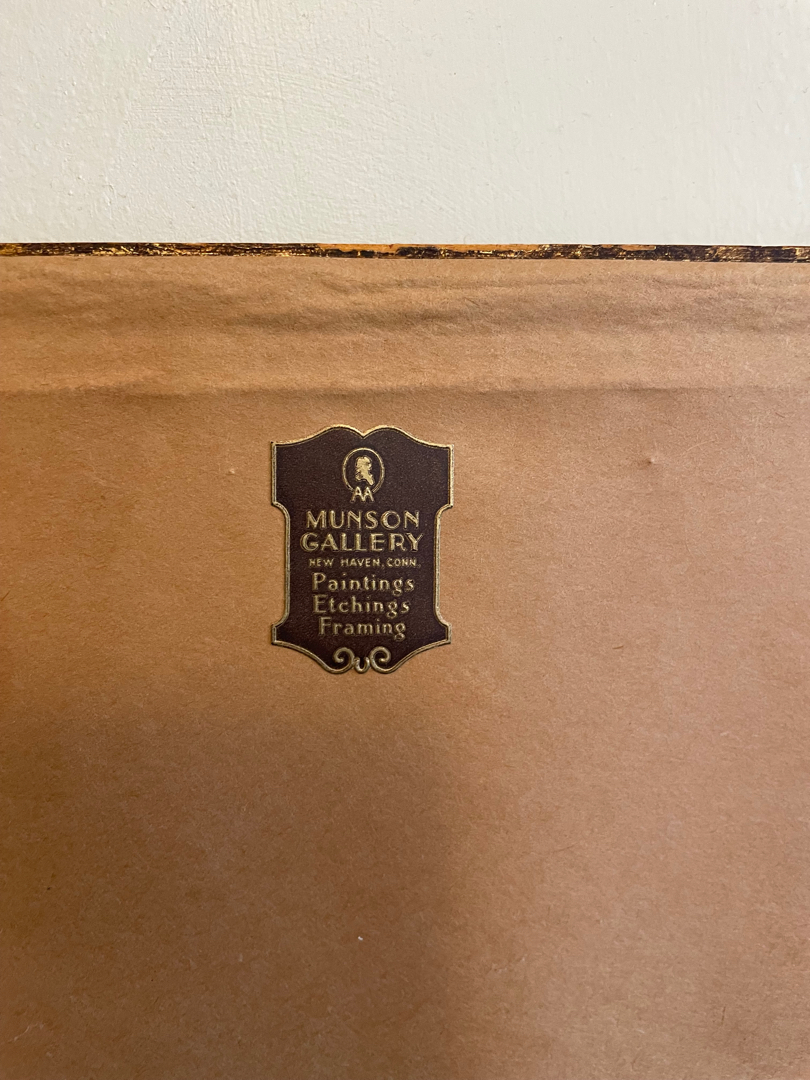 AA
MUNSON
GALLERY
NEW HAVEN, CONN.
Paintings
Etchings
Framing